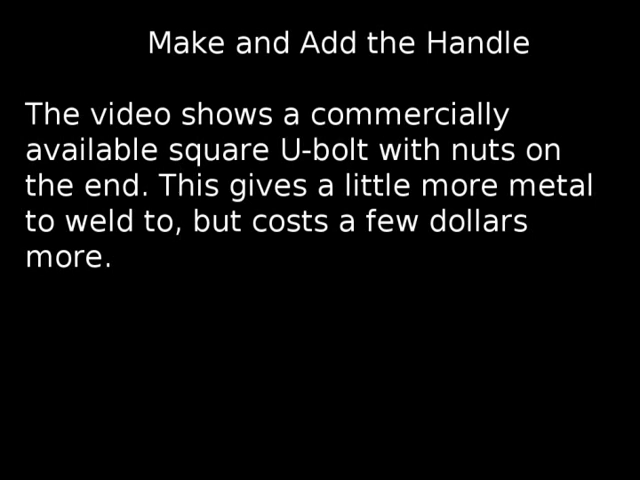 Make and Add the Handle
The video shows a commercially
available square U-bolt with nuts on
the end. This gives a little more metal
to weld to, but costs a few dollars
more.